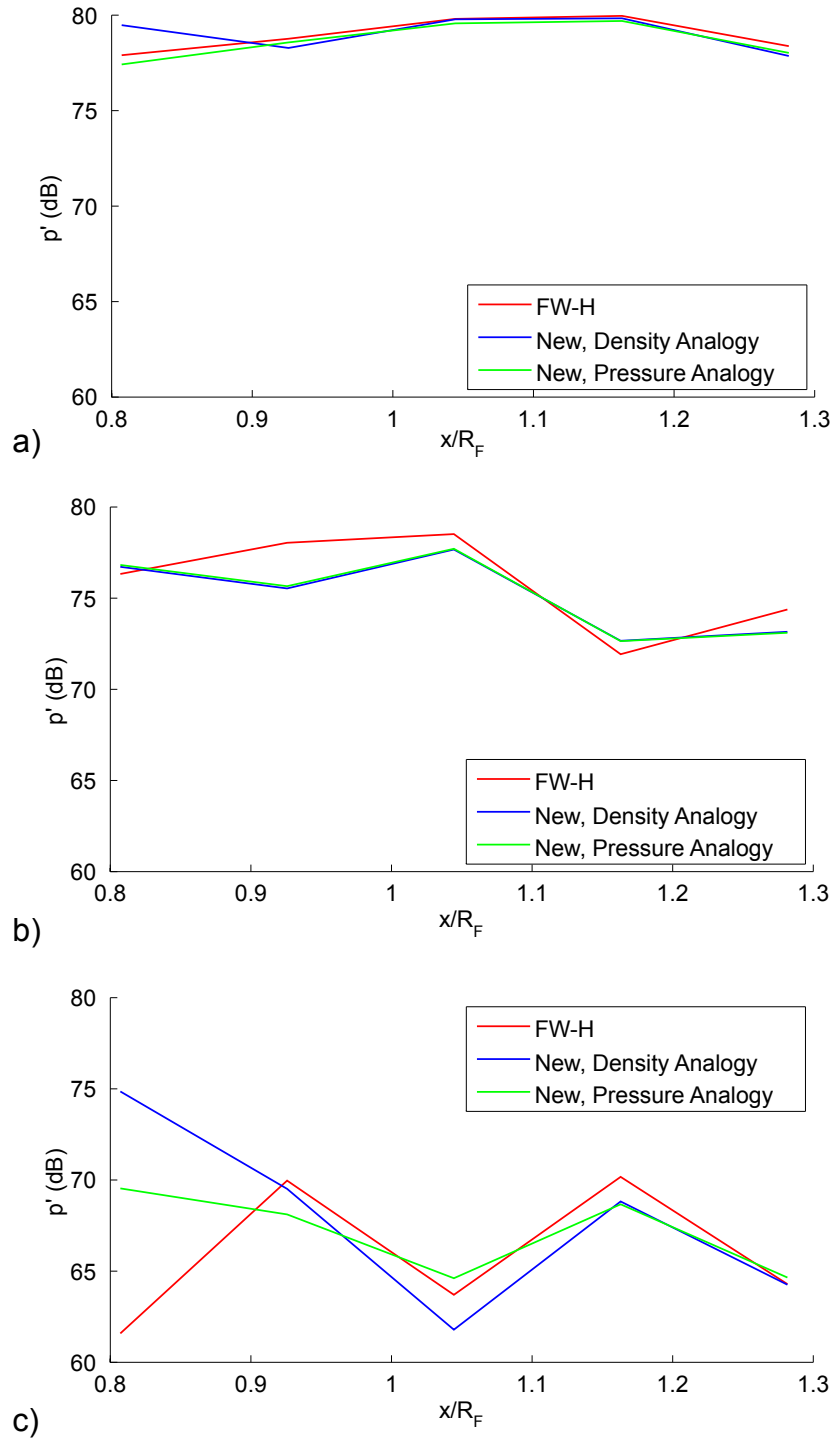 80
75
70
65
60
p' (dB)
FW-H
New, Density Analogy
New, Pressure Analogy
0.8 0.9 1 1.1 1.2 1.3
x/R_F
a)
80
75
70
65
60
p' (dB)
FW-H
New, Density Analogy
New, Pressure Analogy
0.8 0.9 1 1.1 1.2 1.3
x/R_F
b)
80
75
70
65
60
p' (dB)
FW-H
New, Density Analogy
New, Pressure Analogy
0.8 0.9 1 1.1 1.2 1.3
x/R_F
c)